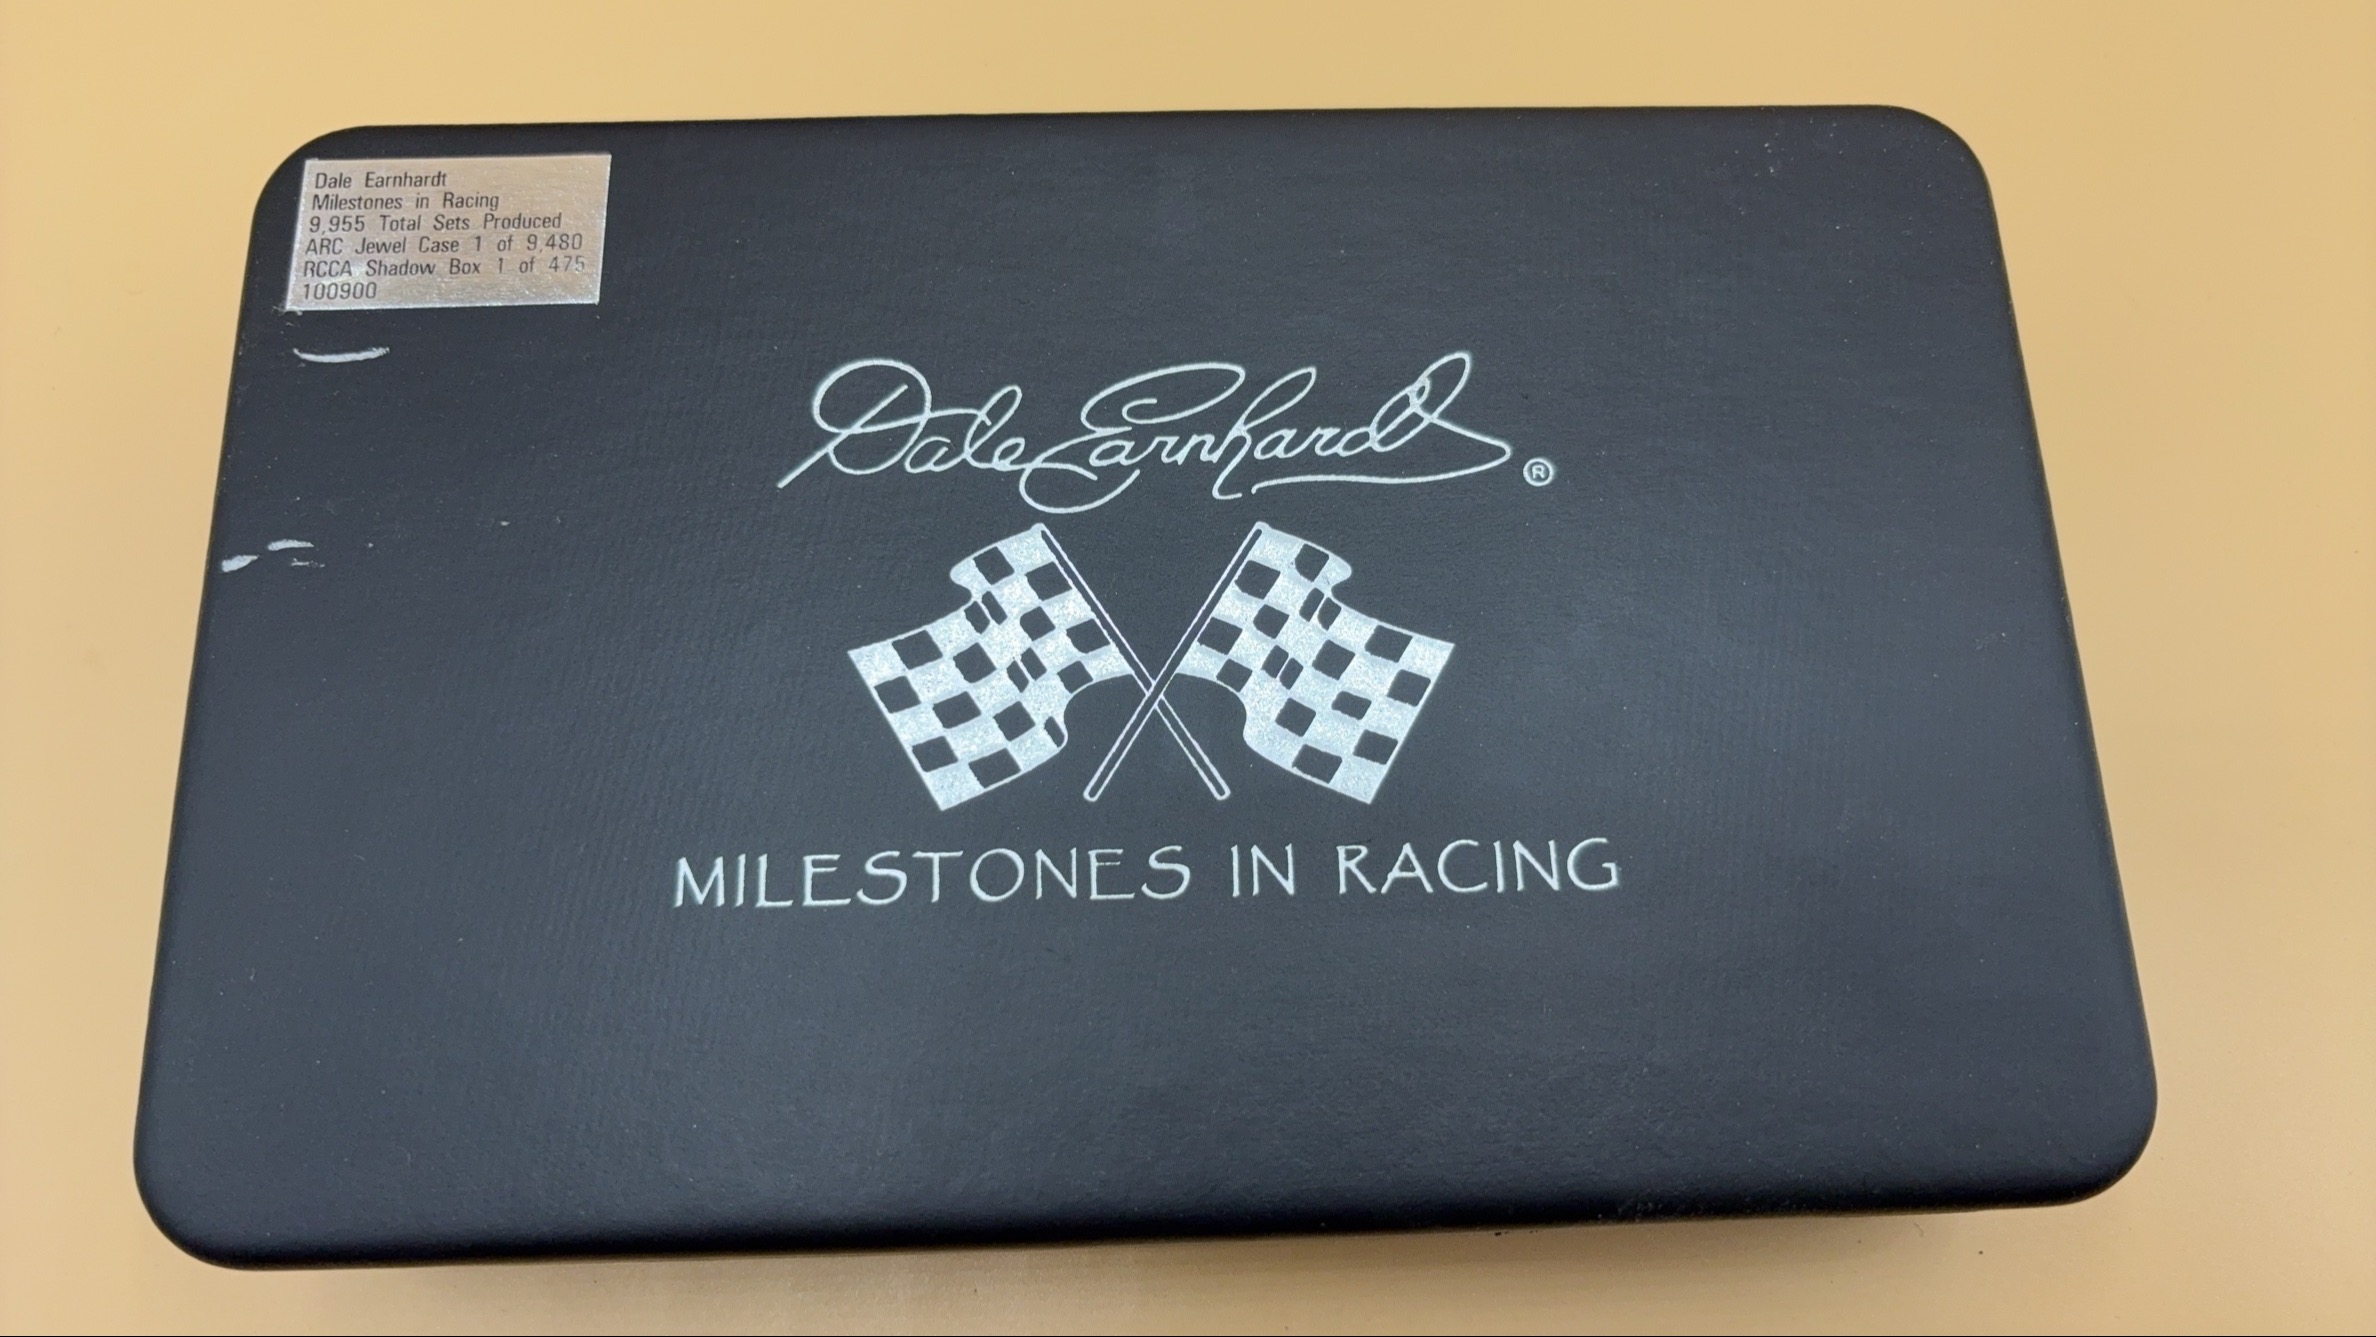 Dale Earnhardt
Milestones in Racing
9,955 Total Sets Produced
ARC Jewel Case 1 of 9,480
RCCA Shadow Box 1 of 475
100900
Dale Earnhardt ®
MILESTONES IN RACING